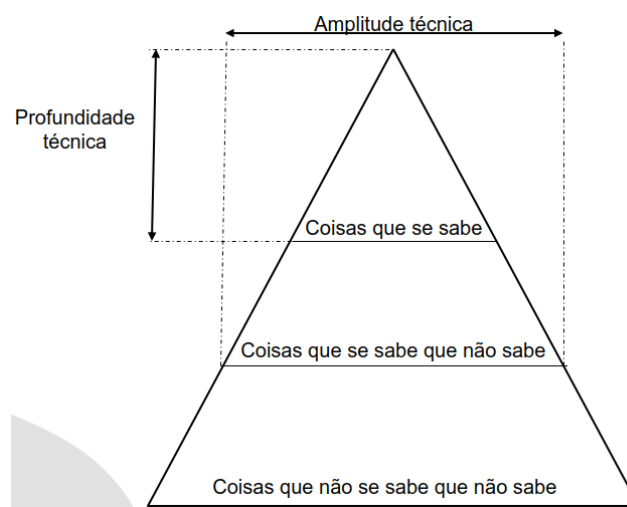 Amplitude técnica
Profundidade
técnica
Coisas que se sabe
Coisas que se sabe que não sabe
Coisas que não se sabe que não sabe